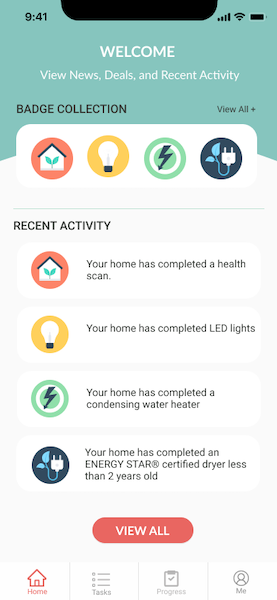 9:41
WELCOME
View News, Deals, and Recent Activity
BADGE COLLECTION
View All +
RECENT ACTIVITY
Your home has completed a health
scan.
Your home has completed LED lights
Your home has completed a
condensing water heater
Your home has completed an
ENERGY STAR® certified dryer less
than 2 years old
VIEW ALL
Home
Tasks
Progress
Me